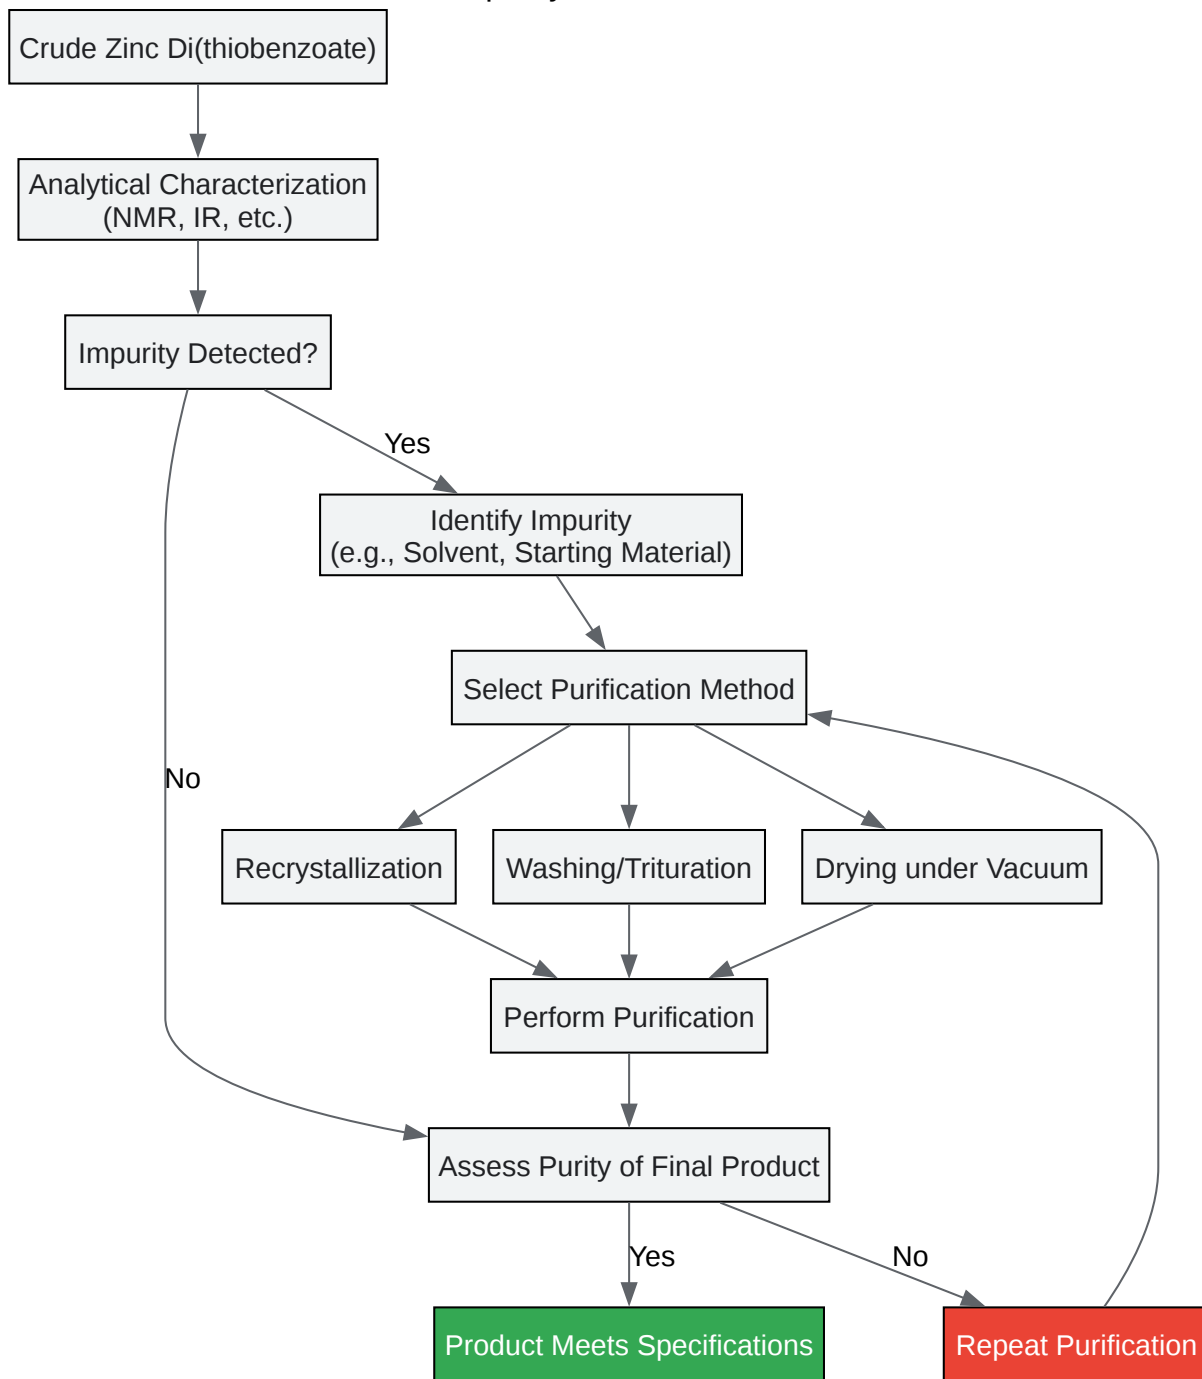 Crude Zinc Di(thiobenzoate)
Analytical Characterization
(NMR, IR, etc.)
Impurity Detected?
Yes
Identify Impurity
(e.g., Solvent, Starting Material)
Select Purification Method
No
Recrystallization
Washing/Trituration
Drying under Vacuum
Perform Purification
Assess Purity of Final Product
Yes
No
Product Meets Specifications
Repeat Purification